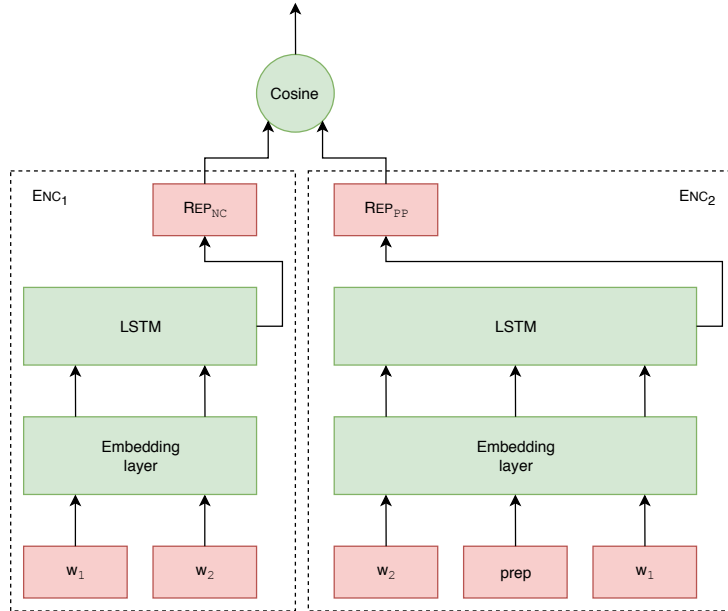 Cosine
ENC1
REPNC
REPPP
ENC2
LSTM
LSTM
Embedding
layer
Embedding
layer
w1
w2
w2
prep
w1